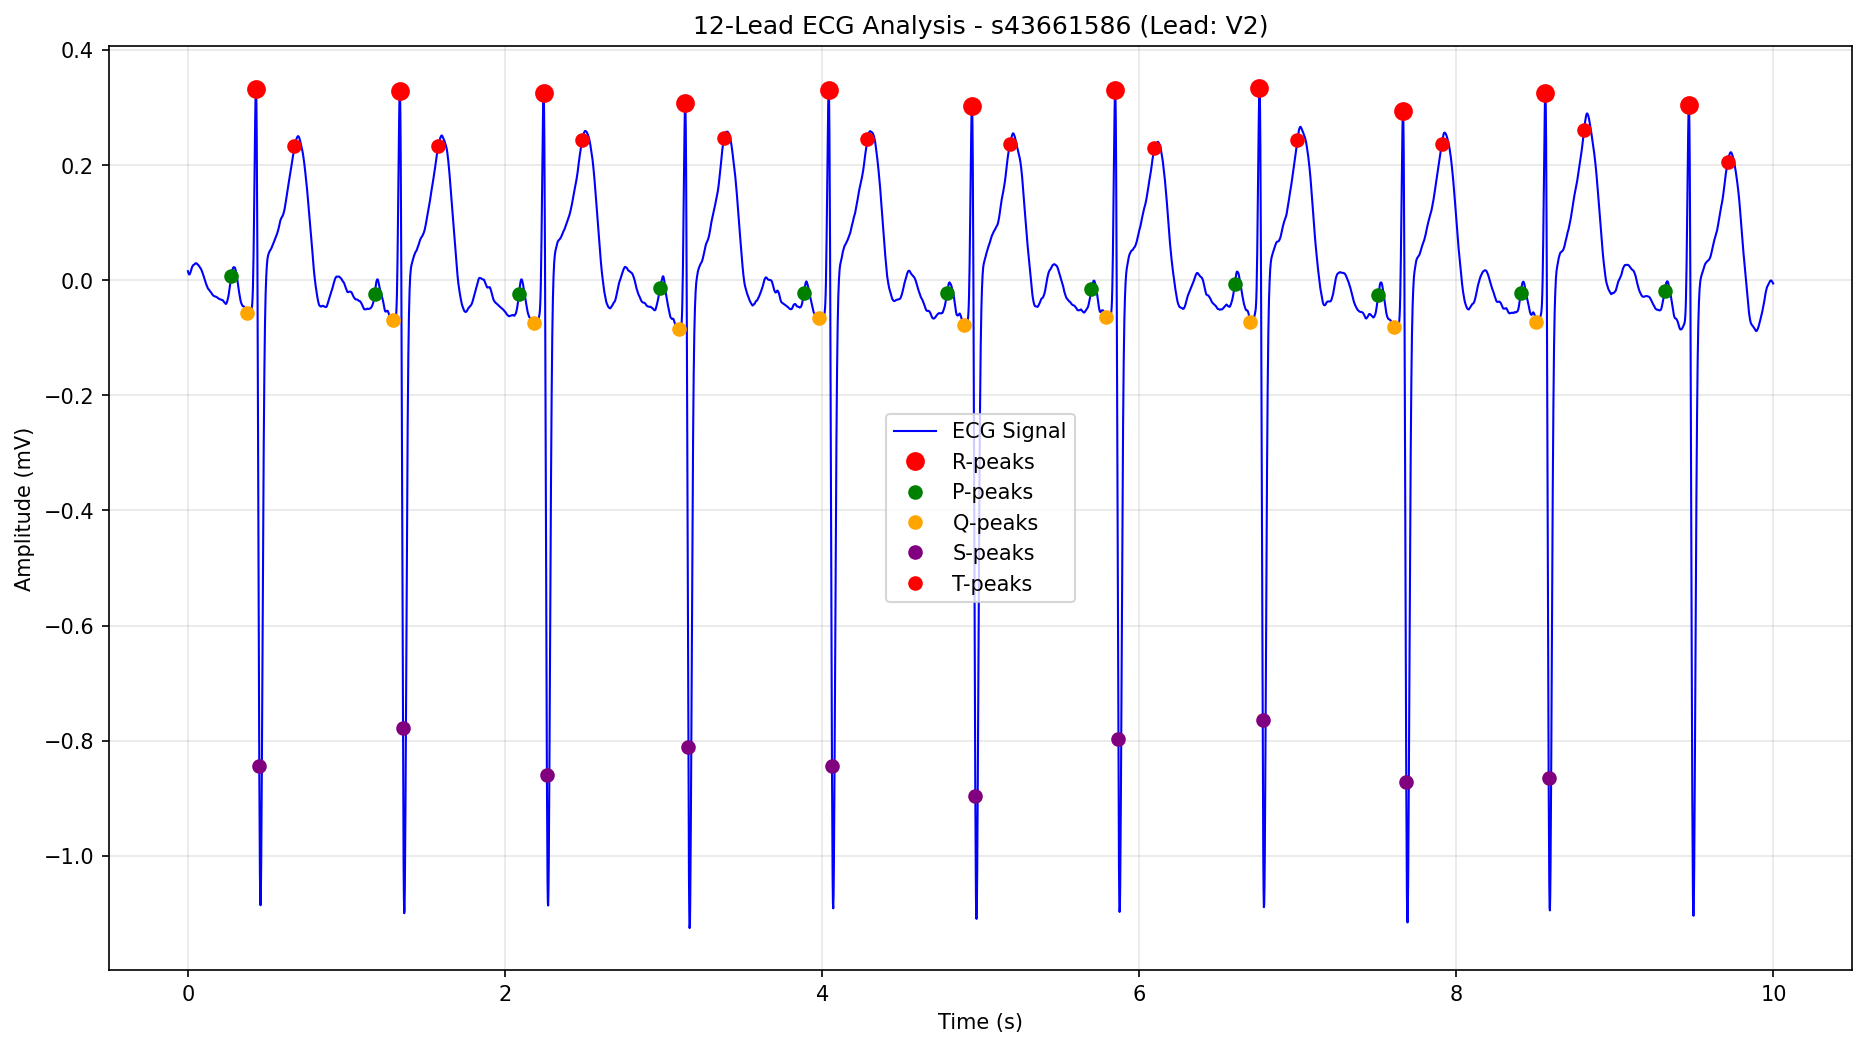 12-Lead ECG Analysis - s43661586 (Lead: V2)
0.4
0.2
0.0
−0.2
−0.4
−0.6
−0.8
−1.0
Amplitude (mV)
ECG Signal
R-peaks
P-peaks
Q-peaks
S-peaks
T-peaks
0 2 4 6 8 10
Time (s)